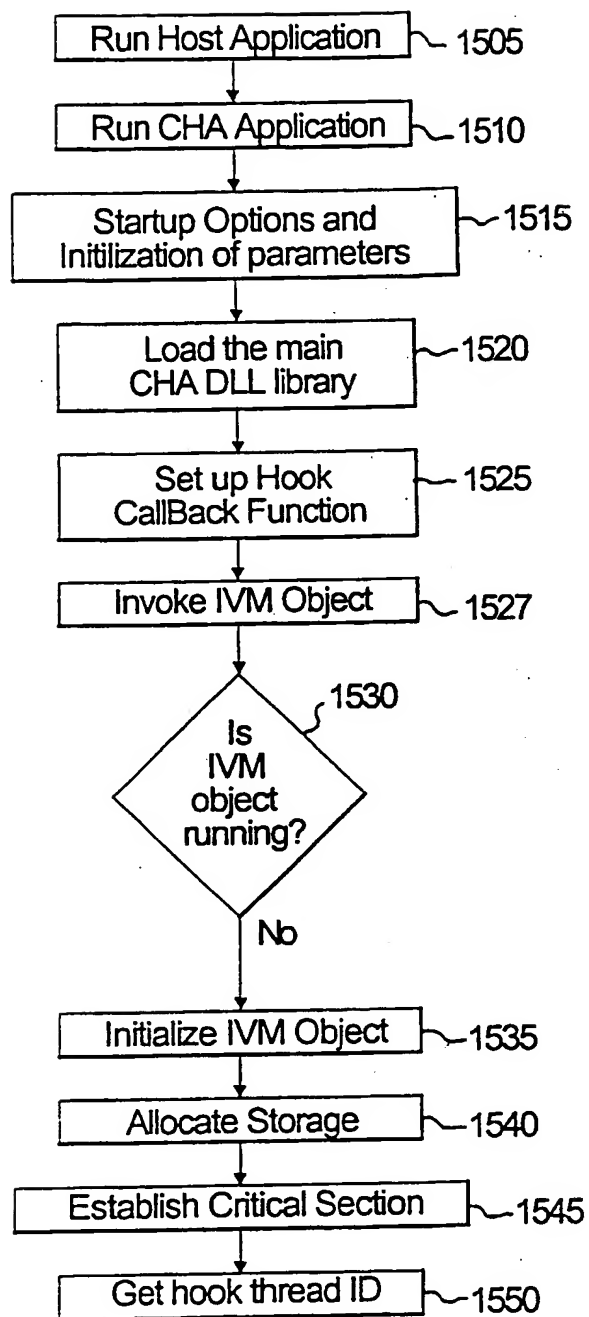 Run Host Application 1505
Run CHA Application 1510
Startup Options and 1515
Initilization of parameters
Load the main 1520
CHA DLL library
Set up Hook 1525
CallBack Function
Invoke IVM Object 1527
1530
Is
IVM
object
running?
No
Initialize IVM Object 1535
Allocate Storage 1540
Establish Critical Section 1545
Get hook thread ID 1550